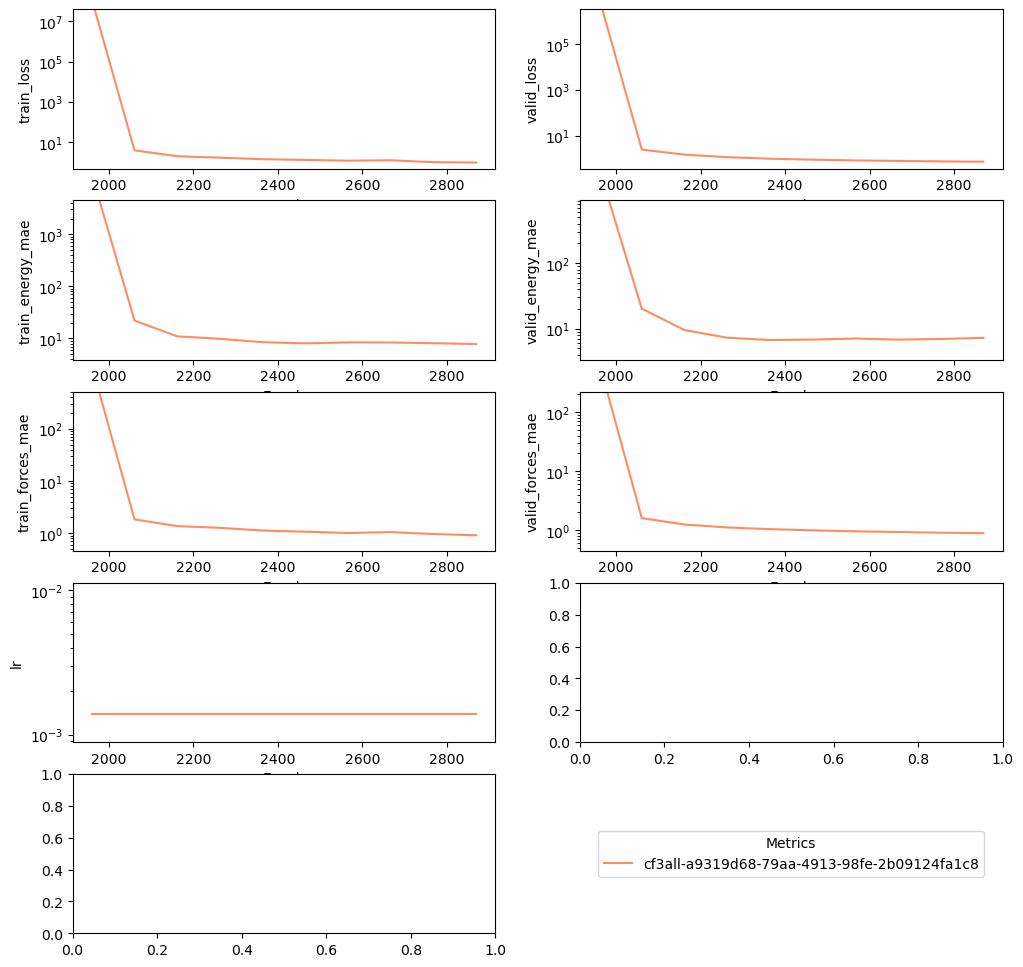 train_loss
10^7
10^5
10^3
10^1
2000 2200 2400 2600 2800
valid_loss
10^5
10^3
10^1
2000 2200 2400 2600 2800
train_energy_mae
10^3
10^2
10^1
2000 2200 2400 2600 2800
valid_energy_mae
10^2
10^1
2000 2200 2400 2600 2800
train_forces_mae
10^2
10^1
10^0
2000 2200 2400 2600 2800
valid_forces_mae
10^2
10^1
10^0
2000 2200 2400 2600 2800
lr
10^−2
10^−3
2000 2200 2400 2600 2800
1.0
0.8
0.6
0.4
0.2
0.0
0.0 0.2 0.4 0.6 0.8 1.0
1.0
0.8
0.6
0.4
0.2
0.0
0.0 0.2 0.4 0.6 0.8 1.0
Metrics
cf3all-a9319d68-79aa-4913-98fe-2b09124fa1c8